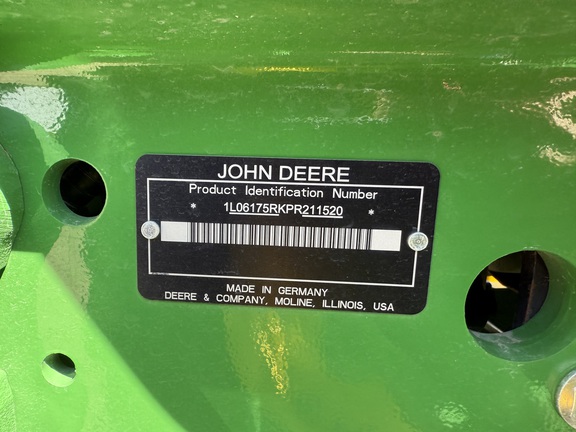 JOHN DEERE
Product Identification Number
* 1L06175RKPR211520 *
MADE IN GERMANY
DEERE & COMPANY, MOLINE, ILLINOIS, USA